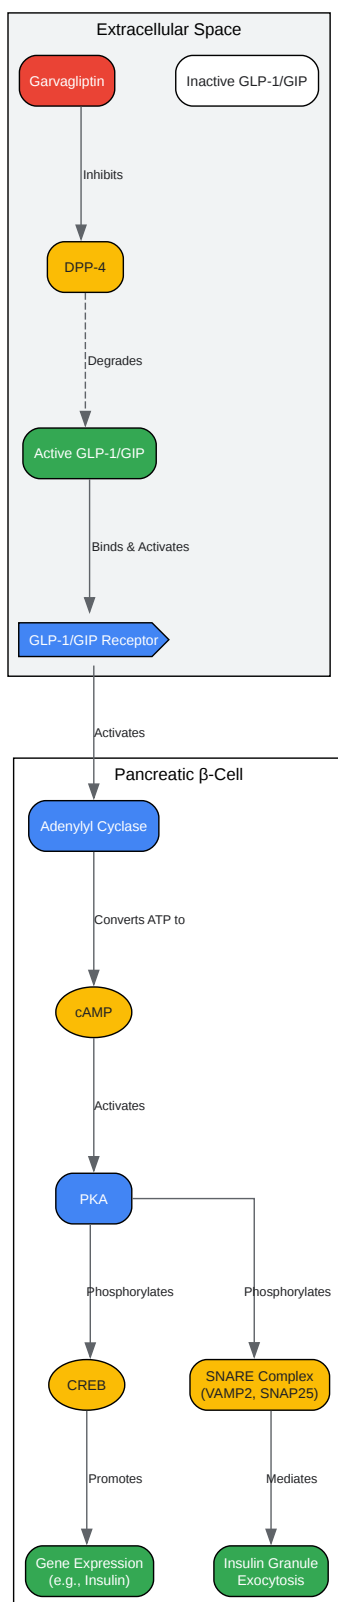 Extracellular Space
Garvagliptin
Inactive GLP-1/GIP
Inhibits
DPP-4
Degrades
Active GLP-1/GIP
Binds & Activates
GLP-1/GIP Receptor
Activates
Pancreatic β-Cell
Adenylyl Cyclase
Converts ATP to
cAMP
Activates
PKA
Phosphorylates
Phosphorylates
CREB
SNARE Complex
(VAMP2, SNAP25)
Promotes
Mediates
Gene Expression
(e.g., Insulin)
Insulin Granule
Exocytosis